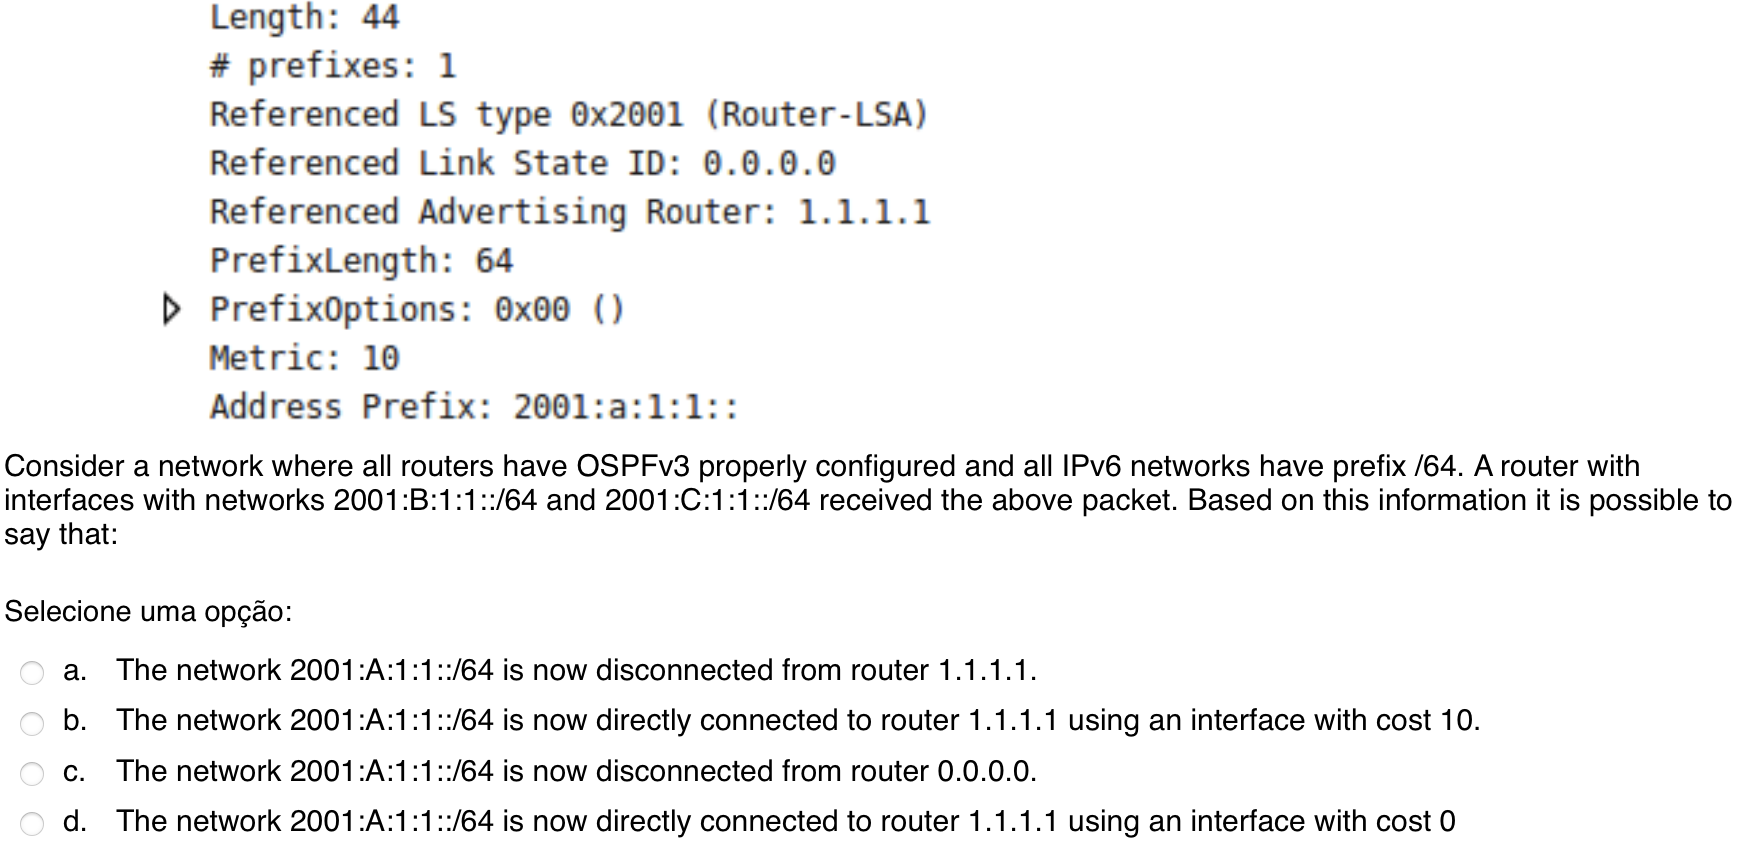 Length: 44
# prefixes: 1
Referenced LS type 0x2001 (Router-LSA)
Referenced Link State ID: 0.0.0.0
Referenced Advertising Router: 1.1.1.1
PrefixLength: 64
PrefixOptions: 0x00 ()
Metric: 10
Address Prefix: 2001:a:1:1::
Consider a network where all routers have OSPFv3 properly configured and all IPv6 networks have prefix /64. A router with
interfaces with networks 2001:B:1:1::/64 and 2001:C:1:1::/64 received the above packet. Based on this information it is possible to
say that:
Selecione uma opção:
a. The network 2001:A:1:1::/64 is now disconnected from router 1.1.1.1.
b. The network 2001:A:1:1::/64 is now directly connected to router 1.1.1.1 using an interface with cost 10.
c. The network 2001:A:1:1::/64 is now disconnected from router 0.0.0.0.
d. The network 2001:A:1:1::/64 is now directly connected to router 1.1.1.1 using an interface with cost 0